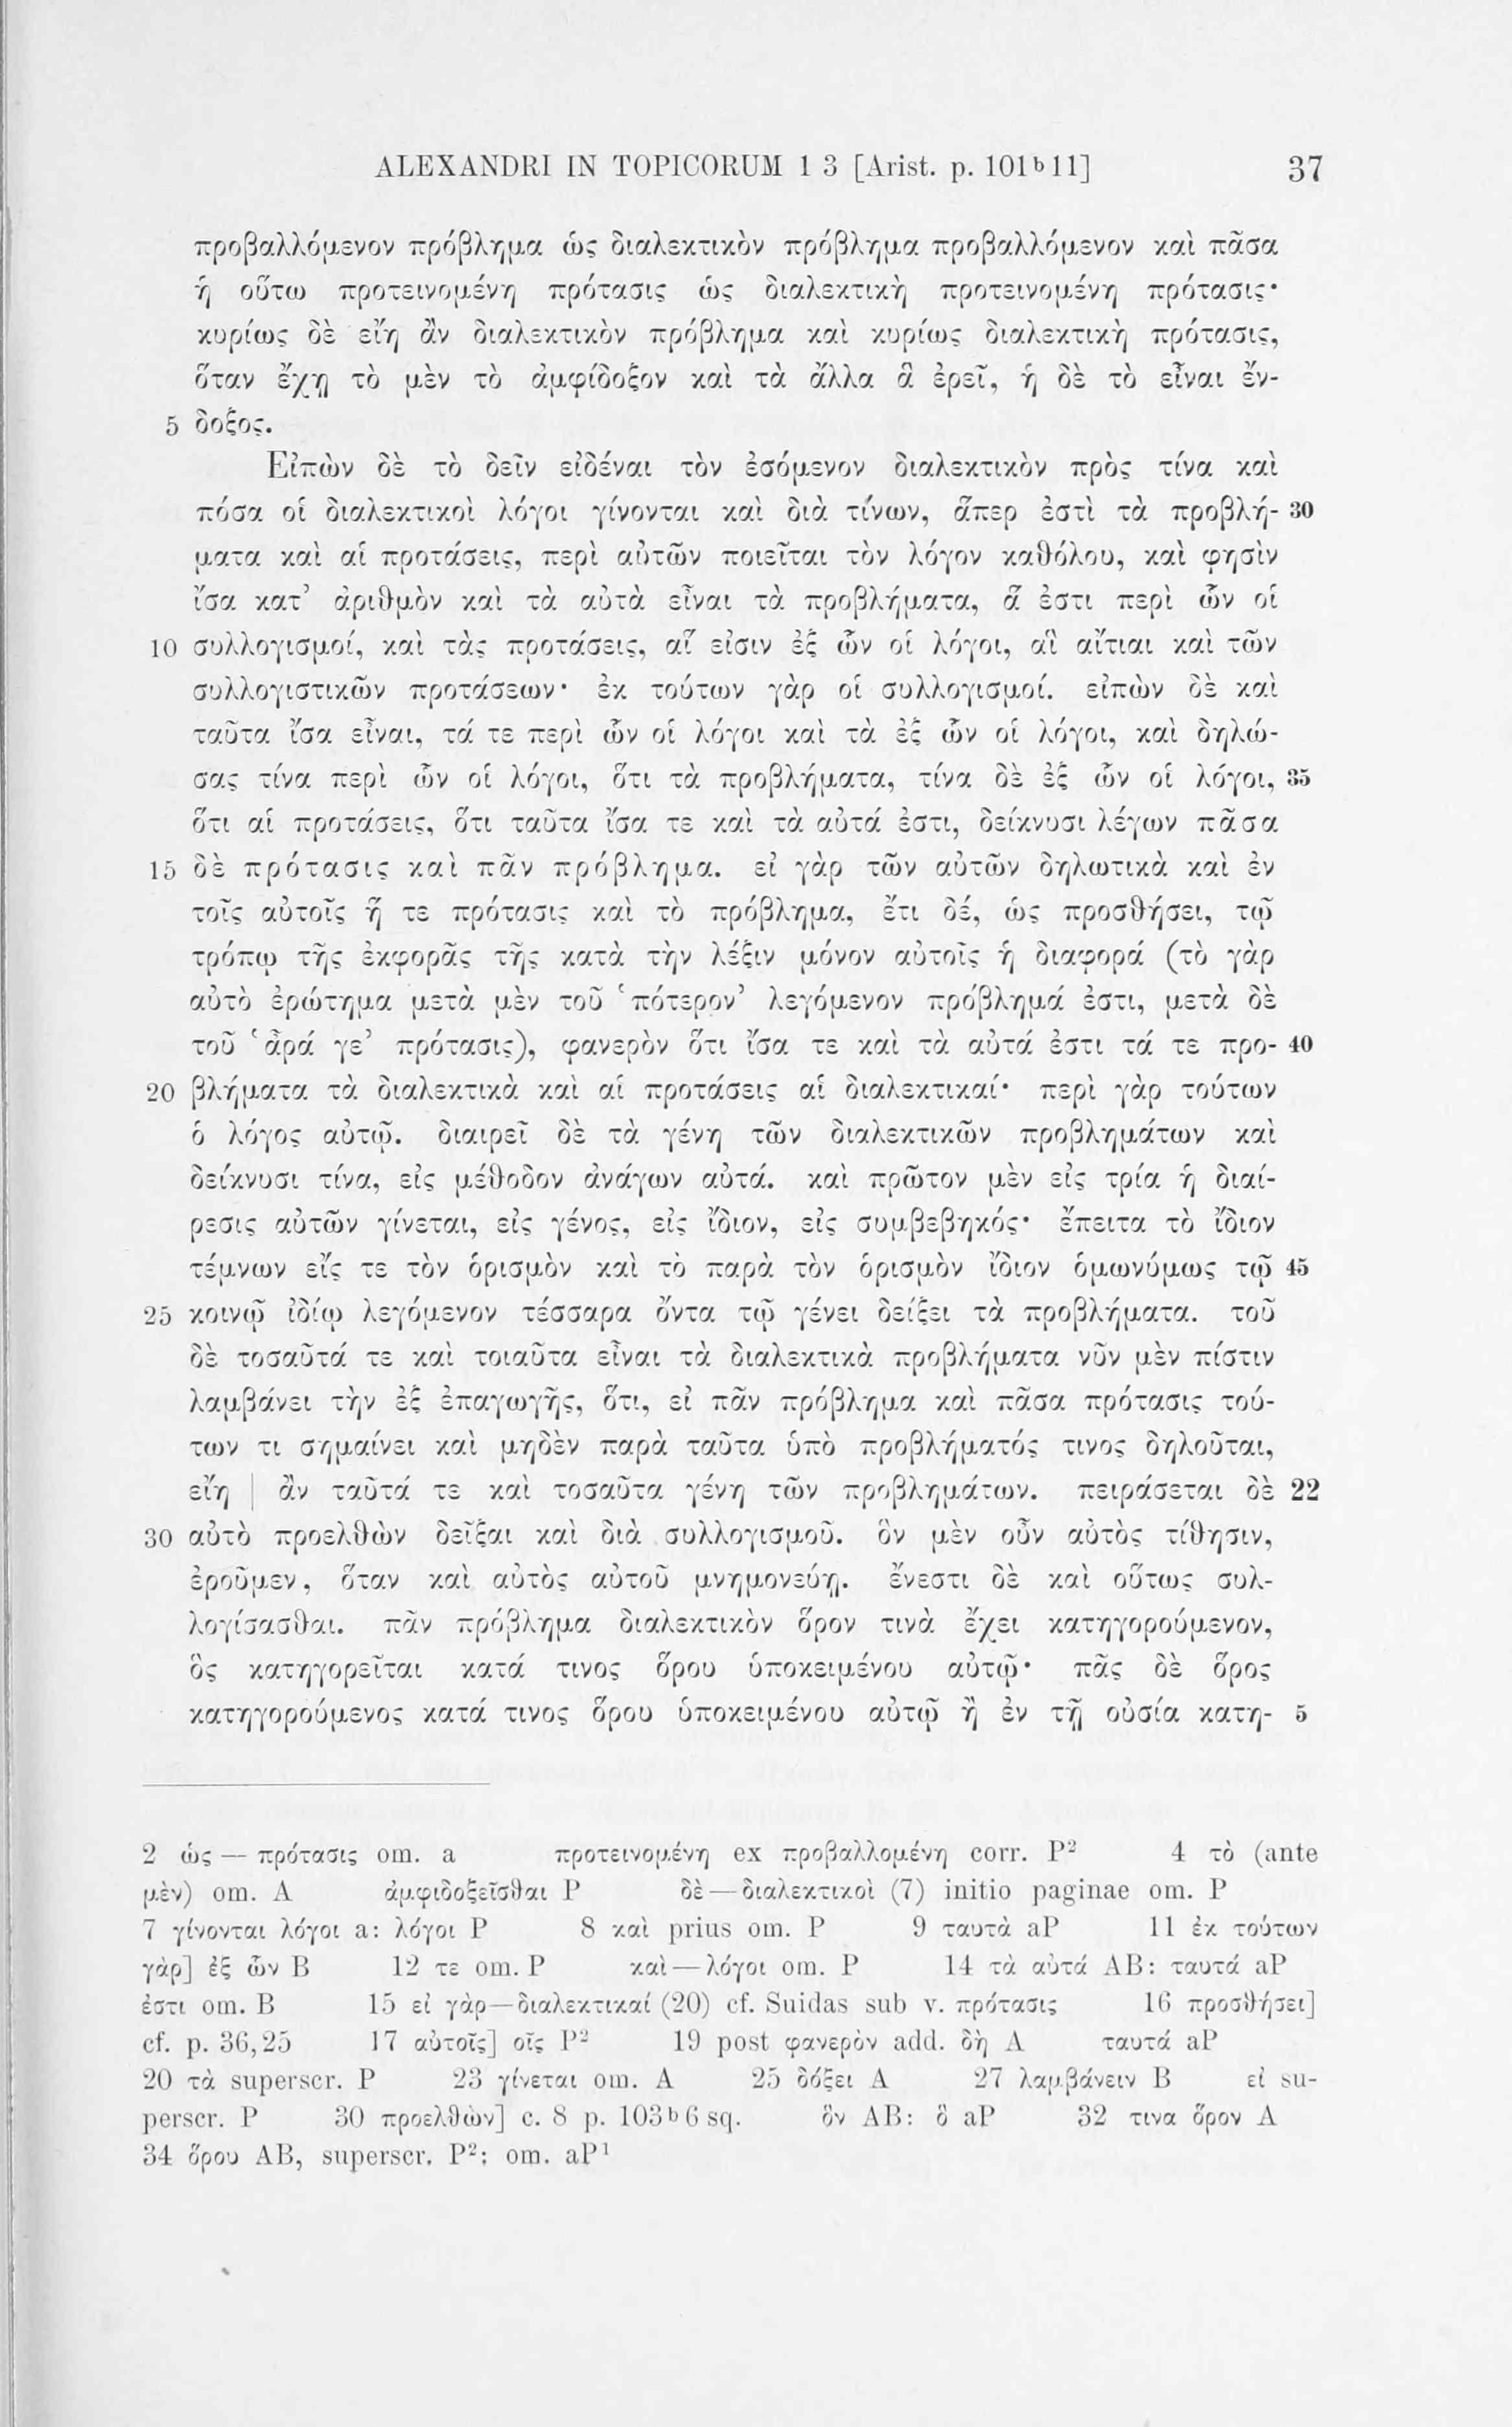 ALEXANDRI IN TOPICORUM I 3 [Arist. p. 101ᵇ11] 37
προβαλλόμενον πρόβλημα ὡς διαλεκτικὸν πρόβλημα προβαλλόμενον καὶ πᾶσα
ἡ οὕτω προτεινομένη πρότασις ὡς διαλεκτικὴ προτεινομένη πρότασις·
κυρίως δὲ εἴη ἂν διαλεκτικὸν πρόβλημα καὶ κυρίως διαλεκτικὴ πρότασις,
ὅταν ἔχῃ τὸ μὲν τὸ ἀμφίδοξον καὶ τὰ ἄλλα ἃ ἐρεῖ, ἡ δὲ τὸ εἶναι ἔν-
5 δοξος.
Εἰπὼν δὲ τὸ δεῖν εἰδέναι τὸν ἐσόμενον διαλεκτικὸν πρὸς τίνα καὶ
πόσα οἱ διαλεκτικοὶ λόγοι γίνονται καὶ διὰ τίνων, ἅπερ ἐστὶ τὰ προβλή- 30
ματα καὶ αἱ προτάσεις, περὶ αὐτῶν ποιεῖται τὸν λόγον καθόλου, καὶ φησὶν
ἴσα κατ’ ἀριθμὸν καὶ τὰ αὐτὰ εἶναι τὰ προβλήματα, ἅ ἐστι περὶ ὧν οἱ
10 συλλογισμοί, καὶ τὰς προτάσεις, αἵ εἰσιν ἐξ ὧν οἱ λόγοι, αἳ αἴτιαι καὶ τῶν
συλλογιστικῶν προτάσεων· ἐκ τούτων γὰρ οἱ συλλογισμοί. εἰπὼν δὲ καὶ
ταῦτα ἴσα εἶναι, τά τε περὶ ὧν οἱ λόγοι καὶ τὰ ἐξ ὧν οἱ λόγοι, καὶ δηλώ-
σας τίνα περὶ ὧν οἱ λόγοι, ὅτι τὰ προβλήματα, τίνα δὲ ἐξ ὧν οἱ λόγοι, 35
ὅτι αἱ προτάσεις, ὅτι ταῦτα ἴσα τε καὶ τὰ αὐτά ἐστι, δείκνυσι λέγων πᾶσα
15 δὲ πρότασις καὶ πᾶν πρόβλημα. εἰ γὰρ τῶν αὐτῶν δηλωτικὰ καὶ ἐν
τοῖς αὐτοῖς ἥ τε πρότασις καὶ τὸ πρόβλημα, ἔτι δέ, ὡς προσθήσει, τῷ
τρόπῳ τῆς ἐκφορᾶς τῆς κατὰ τὴν λέξιν μόνον αὐτοῖς ἡ διαφορά (τὸ γὰρ
αὐτὸ ἐρώτημα μετὰ μὲν τοῦ ‘πότερον’ λεγόμενον πρόβλημά ἐστι, μετὰ δὲ
τοῦ ‘ἆρά γε’ πρότασις), φανερὸν ὅτι ἴσα τε καὶ τὰ αὐτά ἐστι τά τε προ- 40
20 βλήματα τὰ διαλεκτικὰ καὶ αἱ προτάσεις αἱ διαλεκτικαί· περὶ γὰρ τούτων
ὁ λόγος αὐτῷ. διαιρεῖ δὲ τὰ γένη τῶν διαλεκτικῶν προβλημάτων καὶ
δείκνυσι τίνα, εἰς μέθοδον ἀνάγων αὐτά. καὶ πρῶτον μὲν εἰς τρία ἡ διαί-
ρεσις αὐτῶν γίνεται, εἰς γένος, εἰς ἴδιον, εἰς συμβεβηκός· ἔπειτα τὸ ἴδιον
τέμνων εἴς τε τὸν ὁρισμὸν καὶ τὸ παρὰ τὸν ὁρισμὸν ἴδιον ὁμωνύμως τῷ 45
25 κοινῷ ἰδίῳ λεγόμενον τέσσαρα ὄντα τῷ γένει δείξει τὰ προβλήματα. τοῦ
δὲ τοσαῦτά τε καὶ τοιαῦτα εἶναι τὰ διαλεκτικὰ προβλήματα νῦν μὲν πίστιν
λαμβάνει τὴν ἐξ ἐπαγωγῆς, ὅτι, εἰ πᾶν πρόβλημα καὶ πᾶσα πρότασις τού-
των τι σημαίνει καὶ μηδὲν παρὰ ταῦτα ὑπὸ προβλήματός τινος δηλοῦται,
εἴη | ἂν ταῦτά τε καὶ τοσαῦτα γένη τῶν προβλημάτων. πειράσεται δὲ 22
30 αὐτὸ προελθὼν δεῖξαι καὶ διὰ συλλογισμοῦ. ὃν μὲν οὖν αὐτὸς τίθησιν,
ἐροῦμεν, ὅταν καὶ αὐτὸς αὐτοῦ μνημονεύῃ. ἔνεστι δὲ καὶ οὕτως συλ-
λογίσασθαι. πᾶν πρόβλημα διαλεκτικὸν ὅρον τινὰ ἔχει κατηγορούμενον,
ὃς κατηγορεῖται κατά τινος ὅρου ὑποκειμένου αὐτῷ· πᾶς δὲ ὅρος
κατηγορούμενος κατά τινος ὅρου ὑποκειμένου αὐτῷ ἢ ἐν τῇ οὐσίᾳ κατη- 5
2 ὡς — πρότασις om. a προτεινομένη ex προβαλλομένη corr. P² 4 τὸ (ante
μὲν) om. A ἀμφιδοξεῖσθαι P δὲ — διαλεκτικοὶ (7) initio paginae om. P
7 γίνονται λόγοι a: λόγοι P 8 καὶ prius om. P 9 ταυτὰ aP 11 ἐκ τούτων
γὰρ] ἐξ ὧν B 12 τε om. P καὶ — λόγοι om. P 14 τὰ αὐτά AB: ταυτά aP
ἐστι om. B 15 εἰ γὰρ — διαλεκτικαί (20) cf. Suidas sub v. πρότασις 16 προσθήσει]
cf. p. 36,25 17 αὐτοῖς] οἷς P² 19 post φανερὸν add. δὴ A ταυτά aP
20 τὰ superscr. P 23 γίνεται om. A 25 δόξει A 27 λαμβάνειν B εἰ su-
perscr. P 30 προελθὼν] c. 8 p. 103ᵇ6 sq. ὃν AB: ὃ aP 32 τινα ὅρον A
34 ὅρου AB, superscr. P²: om. aP¹